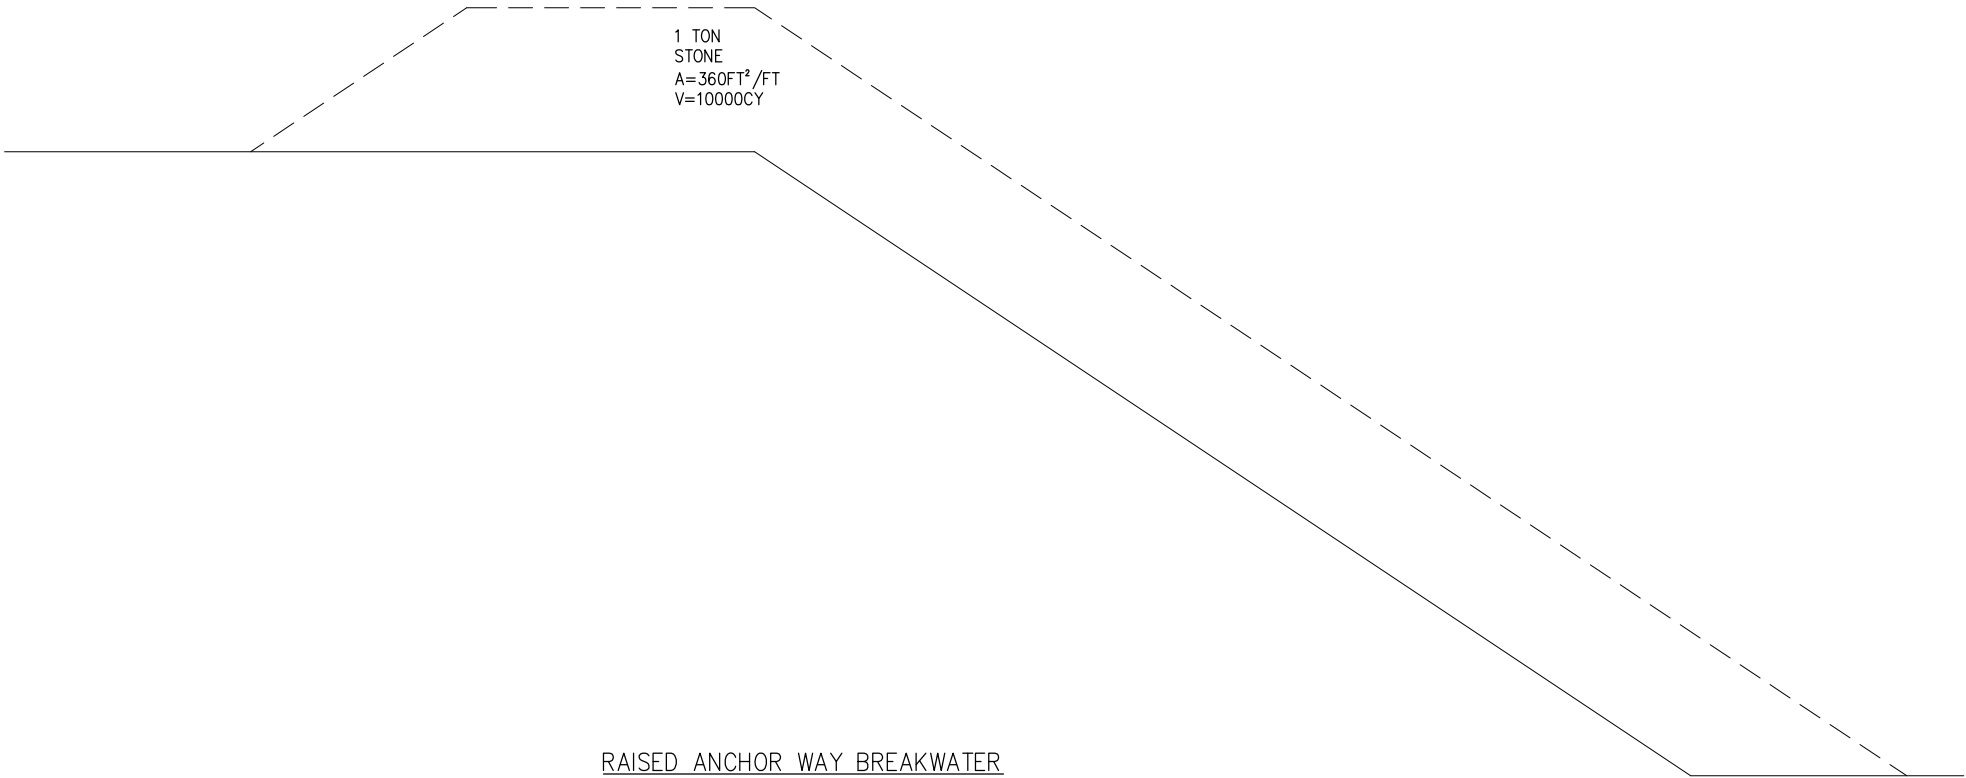 1 TON
STONE
A=360FT²/FT
V=10000CY
RAISED ANCHOR WAY BREAKWATER